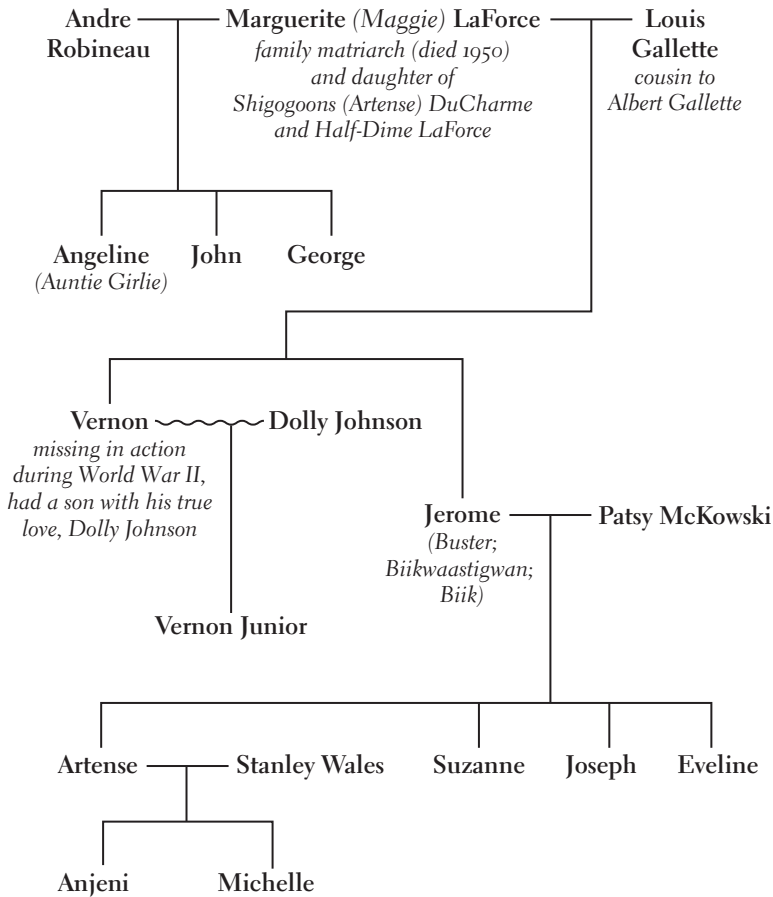 Andre
Robineau
Marguerite (Maggie) LaForce
family matriarch (died 1950)
and daughter of
Shigogoons (Artense) DuCharme
and Half-Dime LaForce
Louis
Gallette
cousin to
Albert Gallette
Angeline
(Auntie Girlie)
John
George
Vernon
missing in action
during World War II,
had a son with his true
love, Dolly Johnson
Dolly Johnson
Jerome
(Buster;
Biikwaastigwan;
Biik)
Patsy McKowski
Vernon Junior
Artense
Stanley Wales
Suzanne
Joseph
Eveline
Anjeni
Michelle